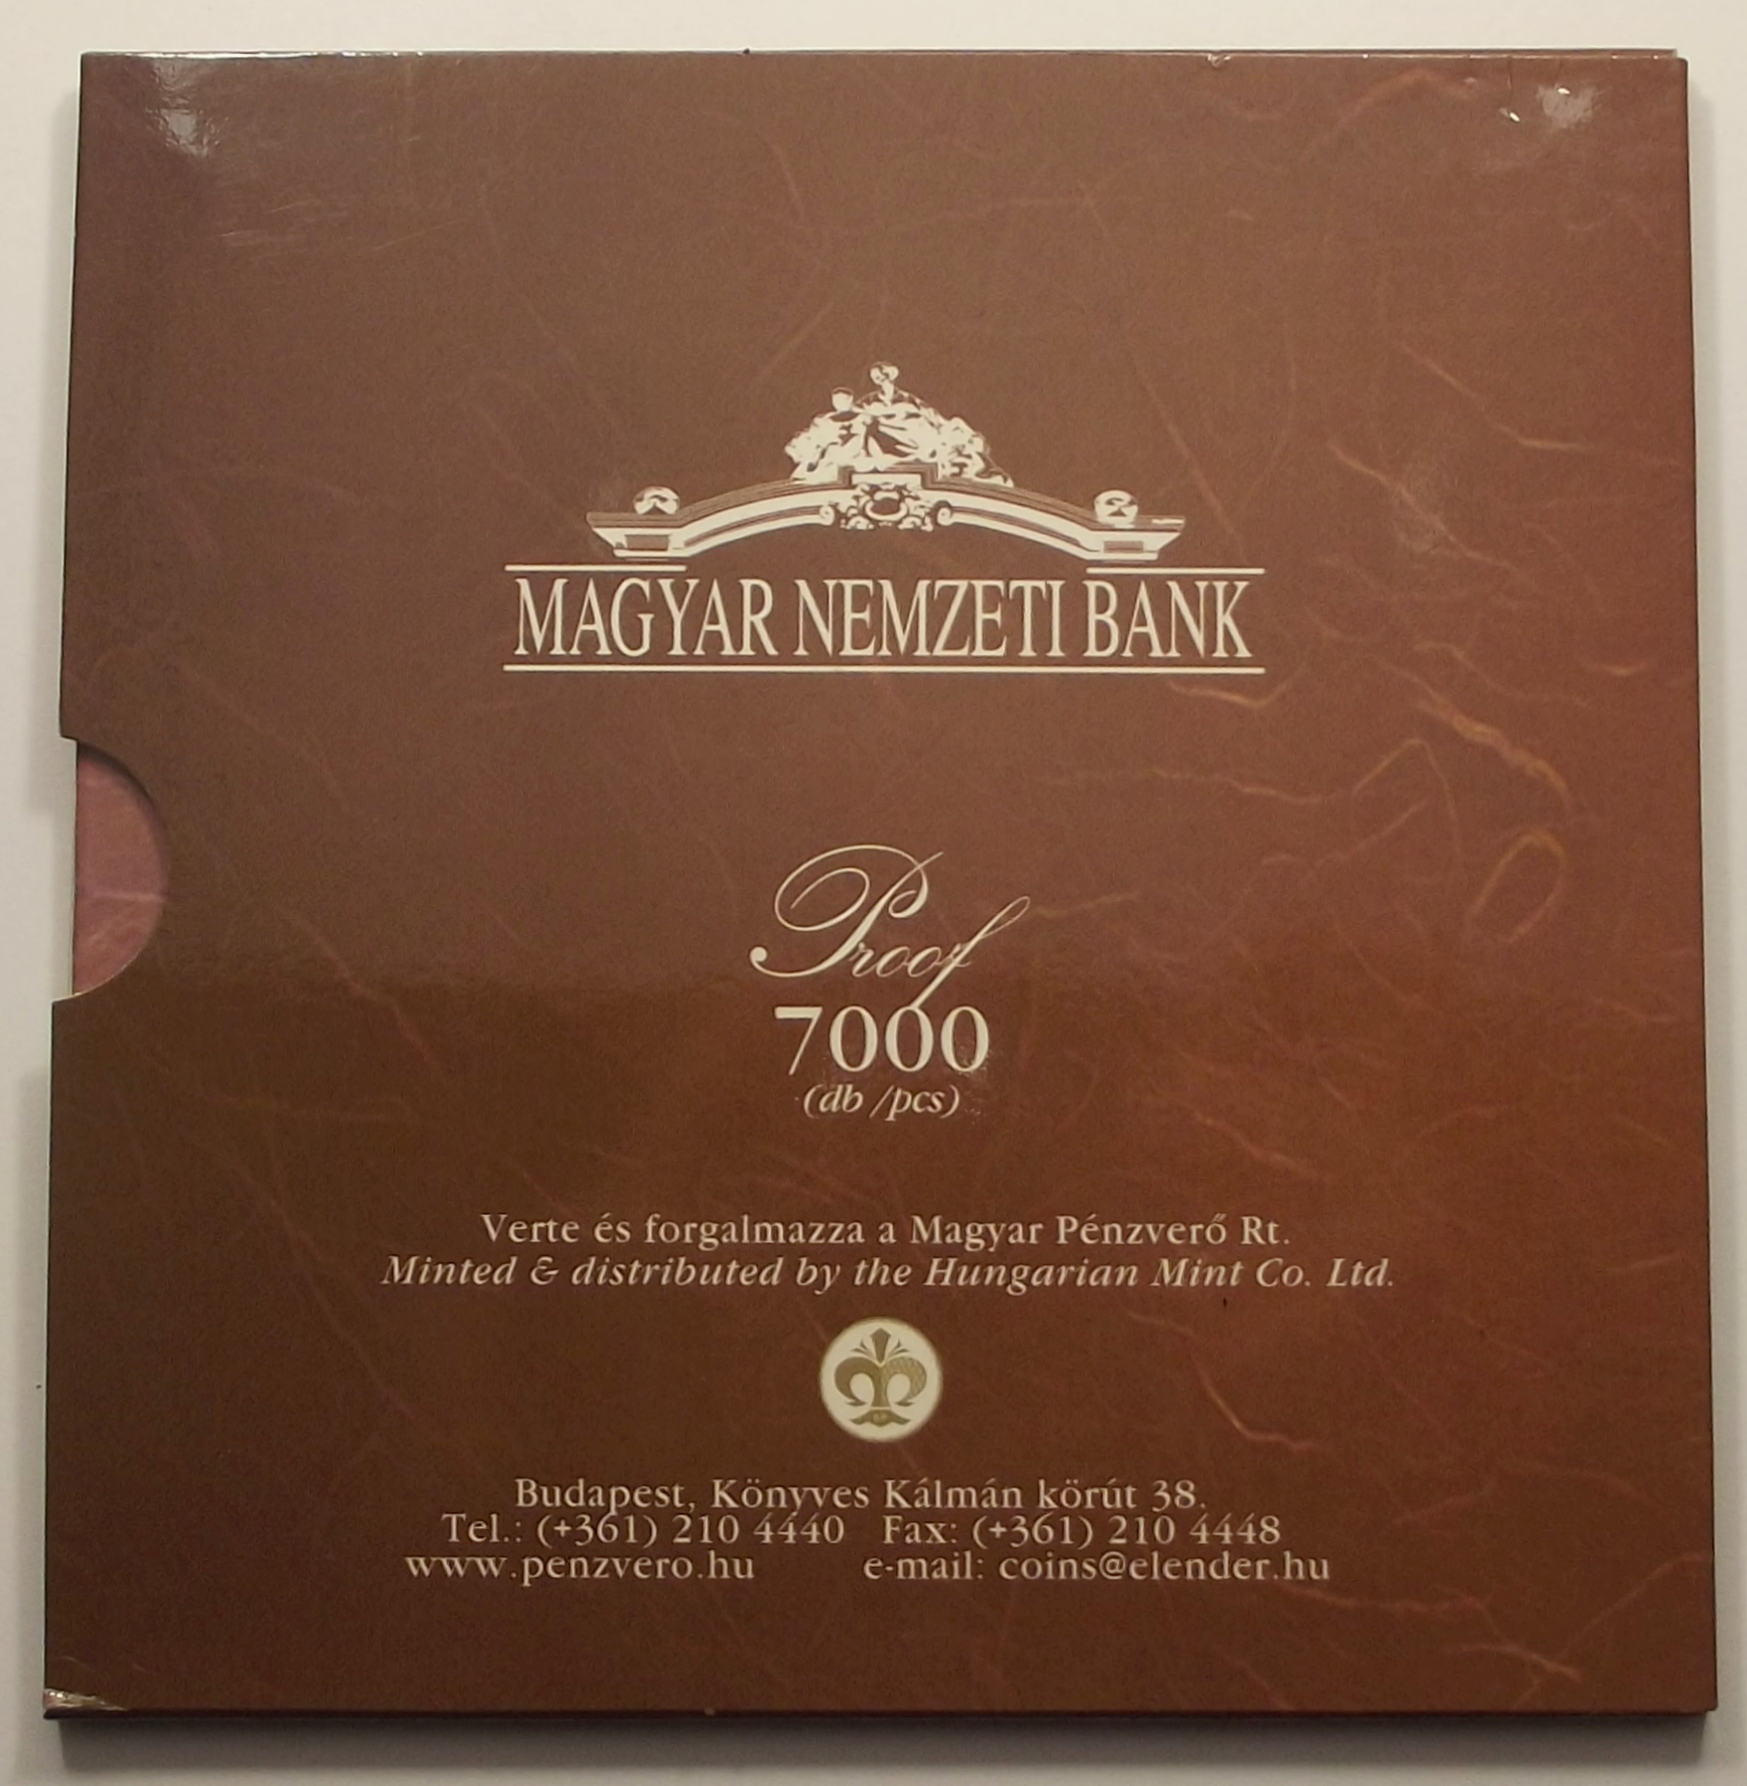 MAGYAR NEMZETI BANK
Proof
7000
(db /pcs)
Verte és forgalmazza a Magyar Pénzverő Rt.
Minted & distributed by the Hungarian Mint Co. Ltd.
Budapest, Könyves Kálmán körút 38.
Tel.: (+361) 210 4440 Fax: (+361) 210 4448
www.penzvero.hu e-mail: coins@elender.hu